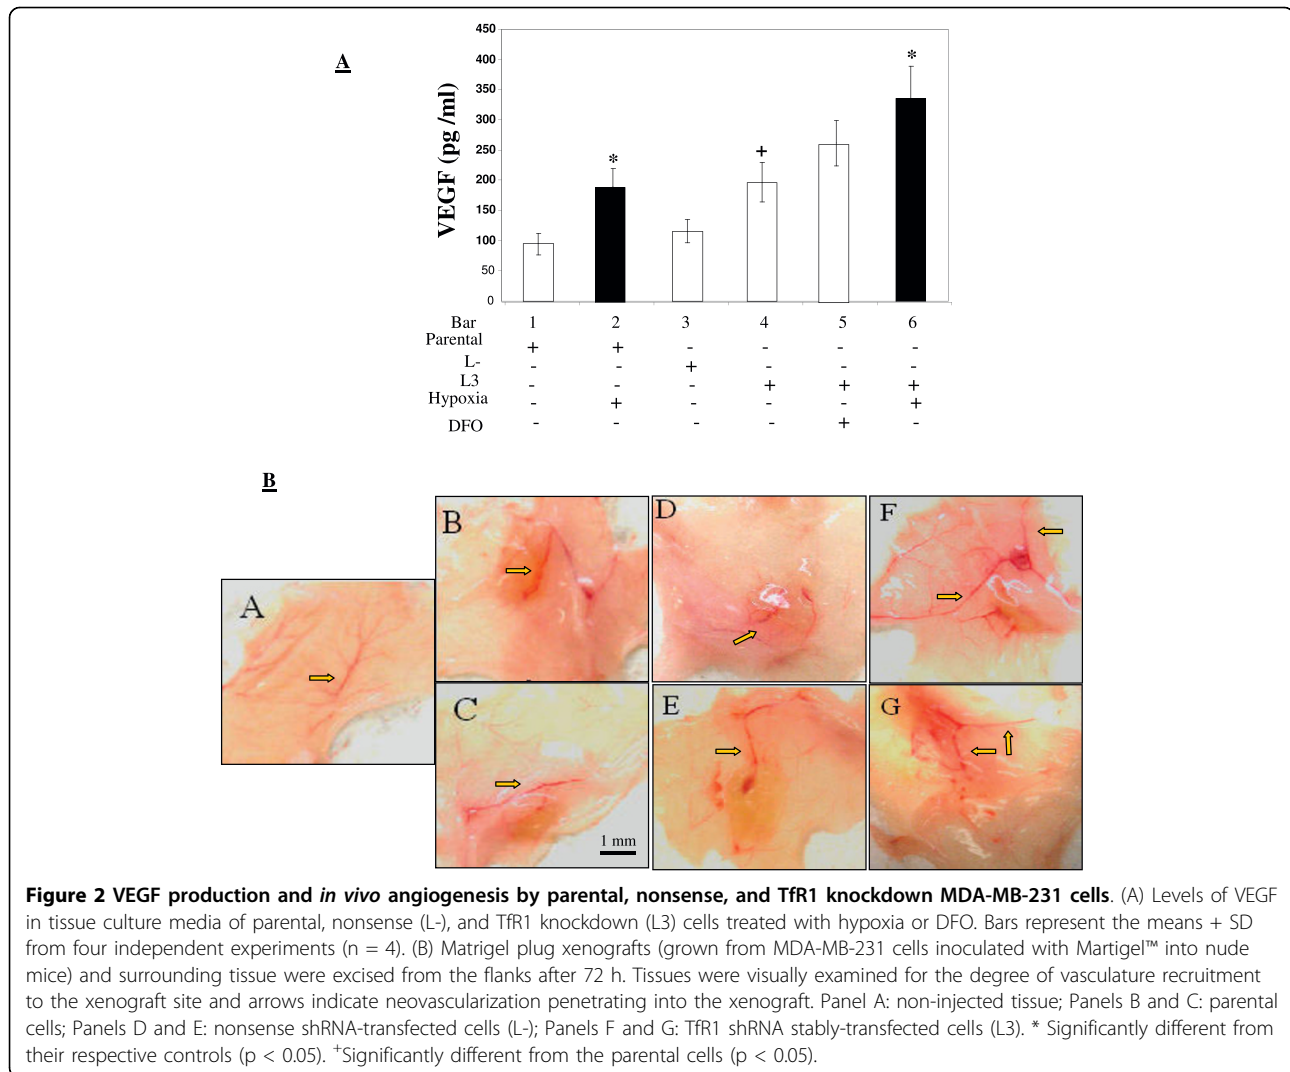 A
VEGF (pg /ml)
450
400
350
300
250
200
150
100
50
0
*
+
*
Bar 1 2 3 4 5 6
Parental + + - - - -
L- - - + - - -
L3 - - - + + +
Hypoxia - + - - - +
DFO - - - - + -
B
A
B
C
D
E
F
G
1 mm
Figure 2 VEGF production and in vivo angiogenesis by parental, nonsense, and TfR1 knockdown MDA-MB-231 cells. (A) Levels of VEGF
in tissue culture media of parental, nonsense (L-), and TfR1 knockdown (L3) cells treated with hypoxia or DFO. Bars represent the means + SD
from four independent experiments (n = 4). (B) Matrigel plug xenografts (grown from MDA-MB-231 cells inoculated with Martigel™ into nude
mice) and surrounding tissue were excised from the flanks after 72 h. Tissues were visually examined for the degree of vasculature recruitment
to the xenograft site and arrows indicate neovascularization penetrating into the xenograft. Panel A: non-injected tissue; Panels B and C: parental
cells; Panels D and E: nonsense shRNA-transfected cells (L-); Panels F and G: TfR1 shRNA stably-transfected cells (L3). * Significantly different from
their respective controls (p < 0.05). +Significantly different from the parental cells (p < 0.05).